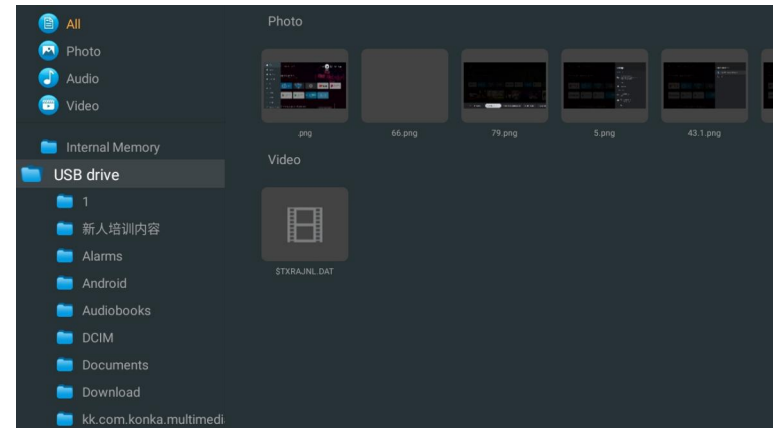 All
Photo
Audio
Video
Internal Memory
USB drive
1
新人培训内容
Alarms
Android
Audiobooks
DCIM
Documents
Download
kk.com.konka.multimedi
Photo
.png
66.png
79.png
5.png
43.1.png
Video
$TXRAJNL.DAT